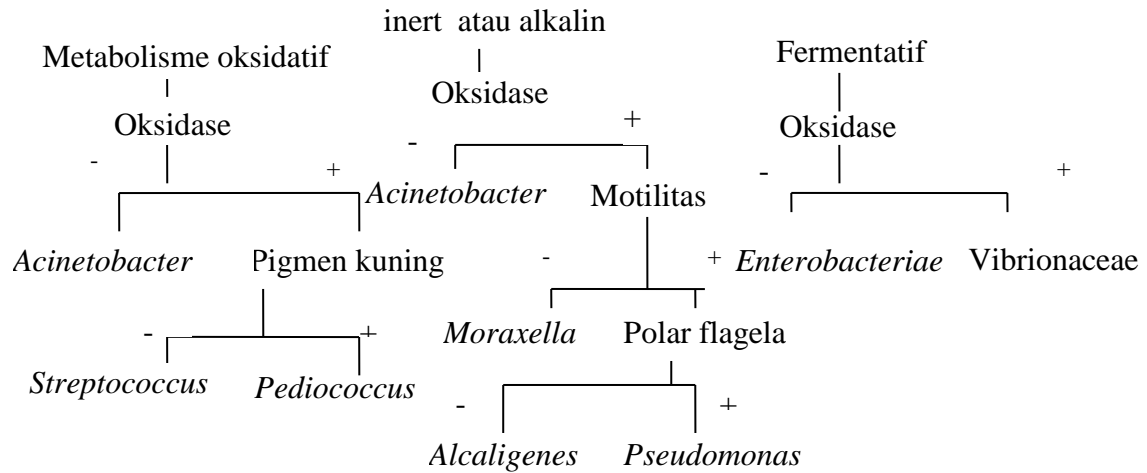 Metabolisme oksidatif
Oksidase
-
+
Acinetobacter
Pigmen kuning
-
+
Streptococcus
Pediococcus
inert atau alkalin
Oksidase
-
+
Acinetobacter
Motilitas
-
+
Moraxella
Polar flagela
-
+
Alcaligenes
Pseudomonas
Fermentatif
Oksidase
-
+
Enterobacteriae
Vibrionaceae